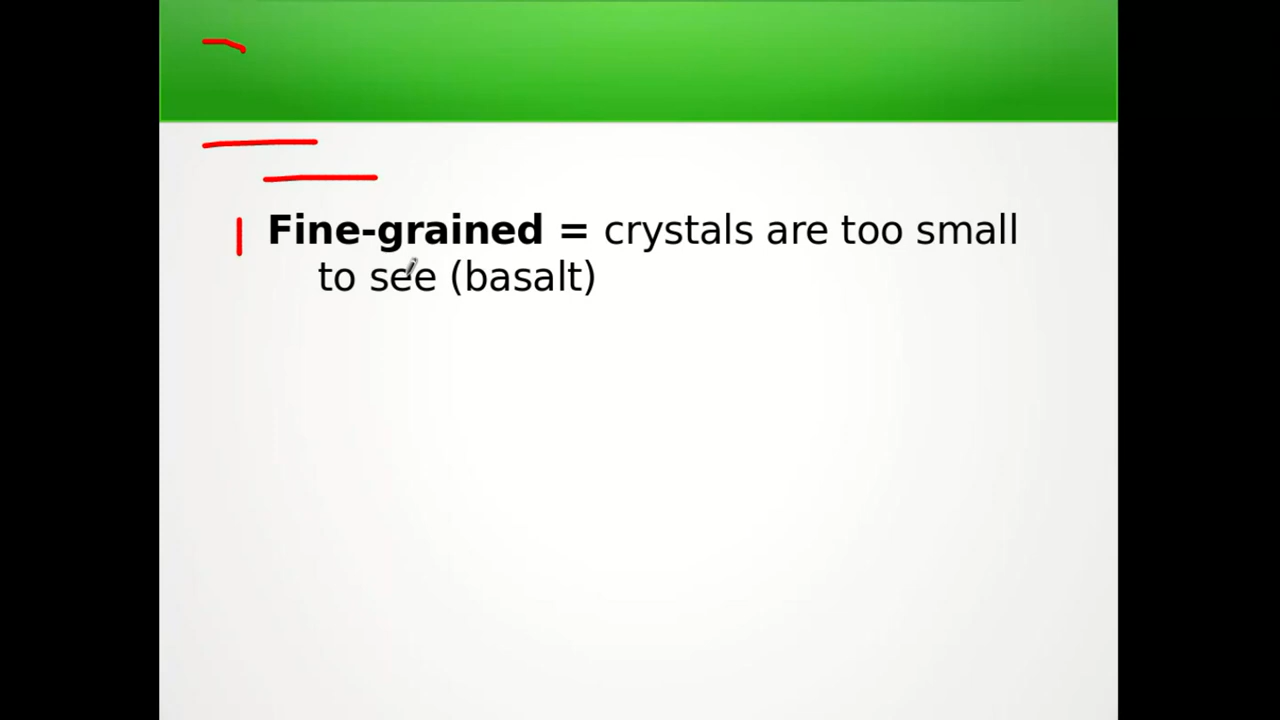 Fine-grained = crystals are too small
to see (basalt)